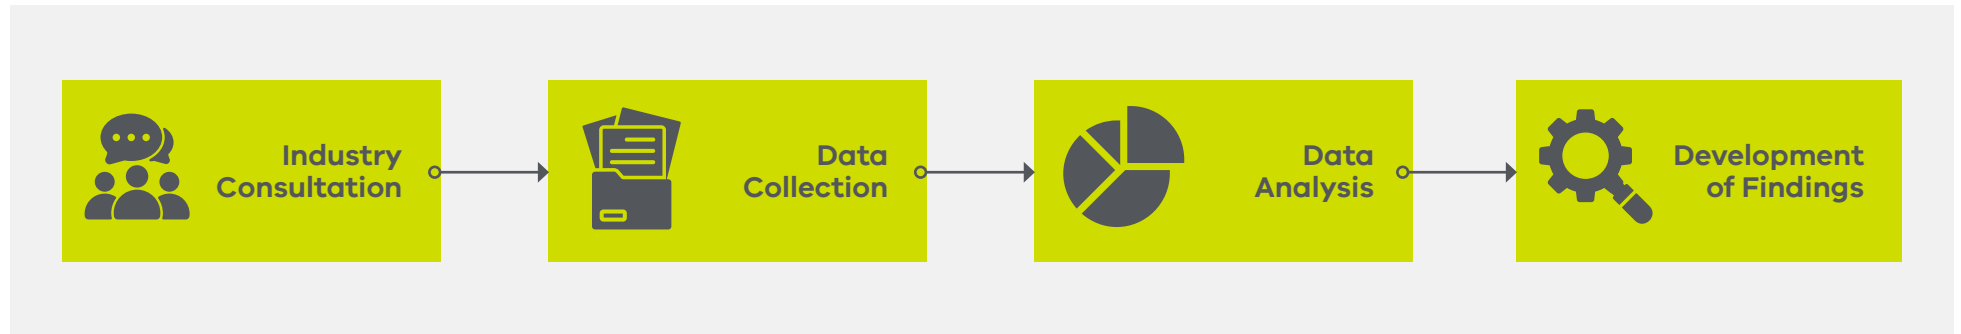 Industry
Consultation
Data
Collection
Data
Analysis
Development
of Findings